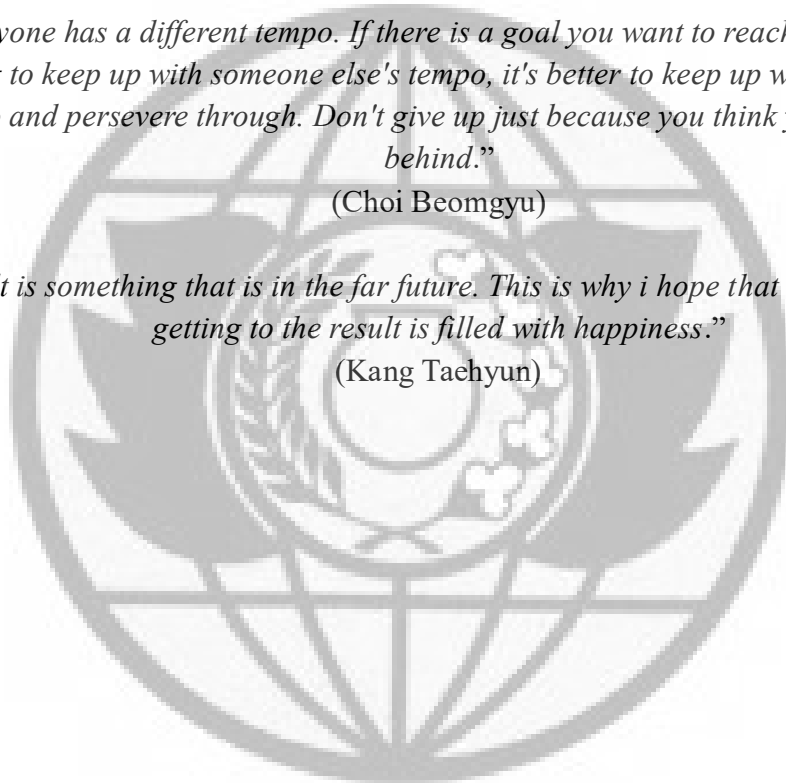 yone has a different tempo. If there is a goal you want to reach
to keep up with someone else's tempo, it's better to keep up w
and persevere through. Don't give up just because you think y
behind.”
(Choi Beomgyu)
t is something that is in the far future. This is why i hope that
getting to the result is filled with happiness.”
(Kang Taehyun)